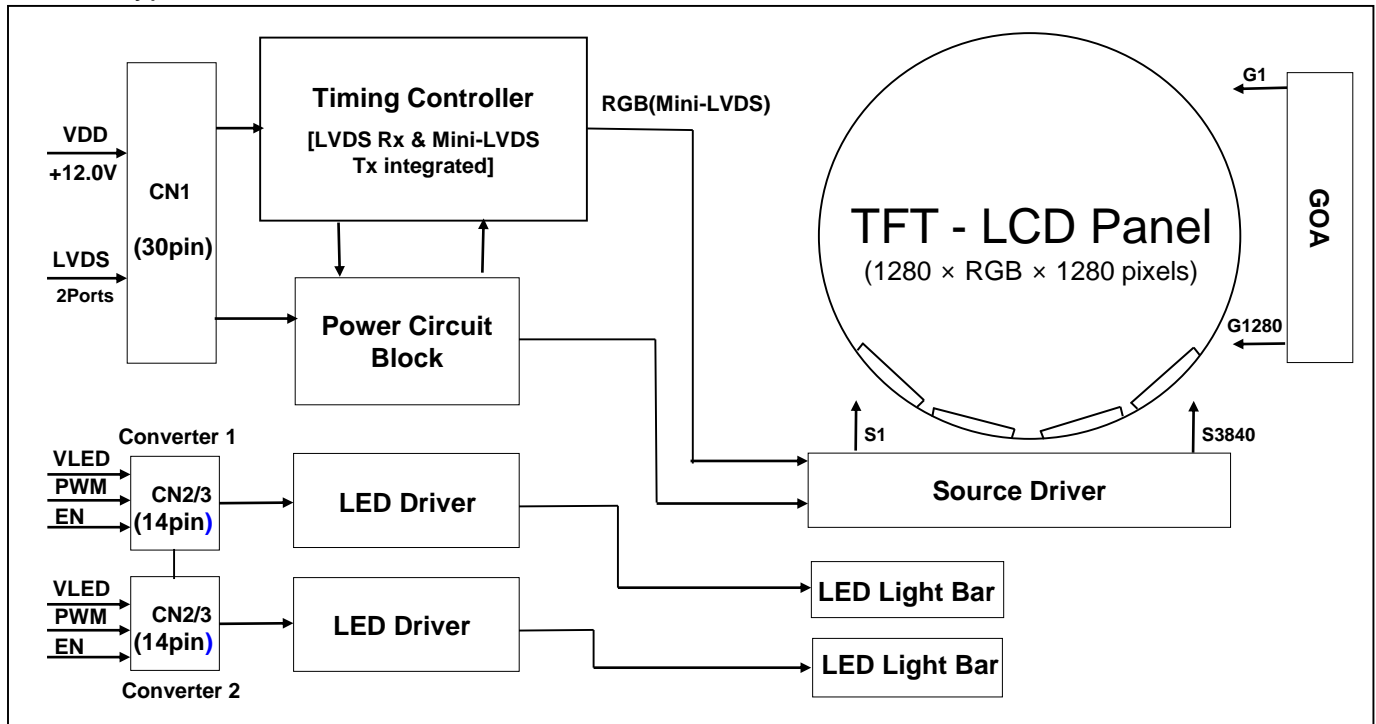 Timing Controller
[LVDS Rx & Mini-LVDS
Tx integrated]
RGB(Mini-LVDS)
VDD
+12.0V
LVDS
2Ports
CN1
(30pin)
Power Circuit
Block
TFT - LCD Panel
(1280 × RGB × 1280 pixels)
G1
G1280
GOA
S1
S3840
Source Driver
Converter 1
VLED
PWM
EN
CN2/3
(14pin)
LED Driver
LED Light Bar
VLED
PWM
EN
CN2/3
(14pin)
LED Driver
LED Light Bar
Converter 2